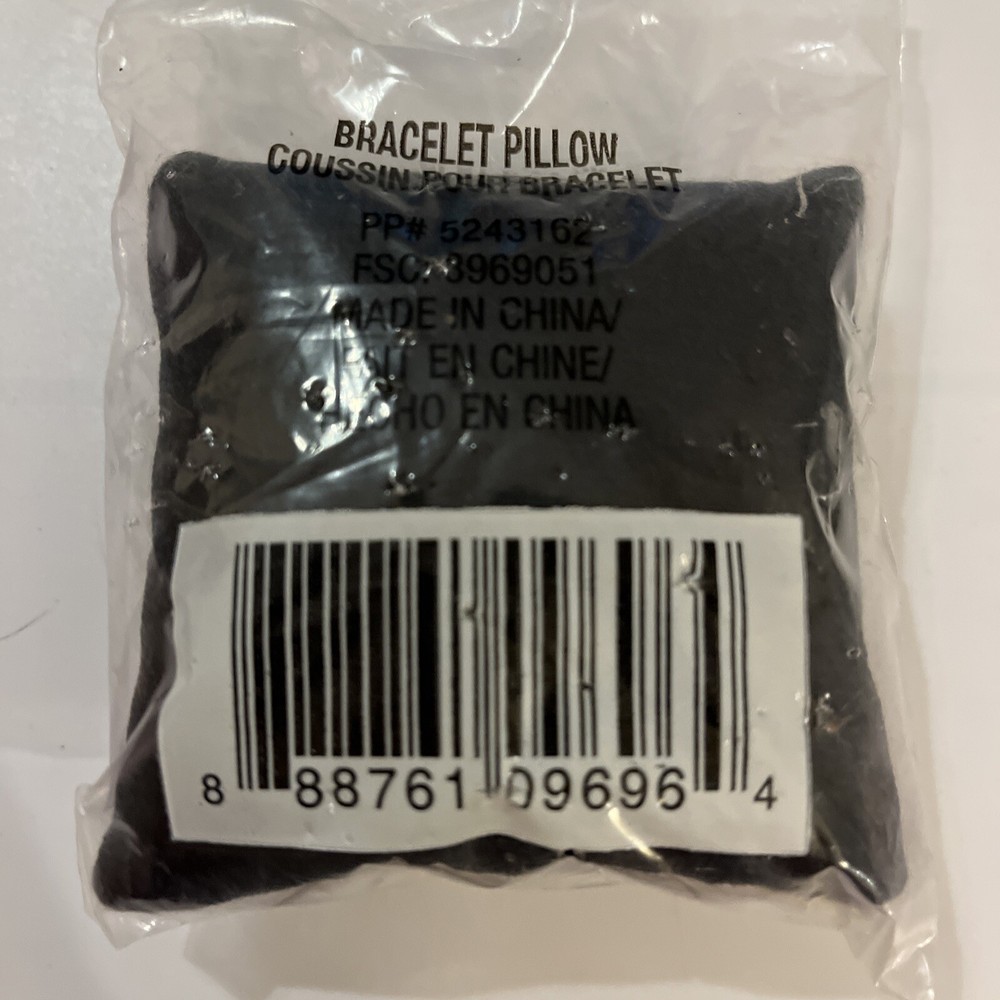 BRACELET PILLOW
COUSSIN POUR BRACELET
PP# 5243162
FSC: 8969051
MADE IN CHINA/
FAIT EN CHINE/
HECHO EN CHINA
8 88761 09696 4